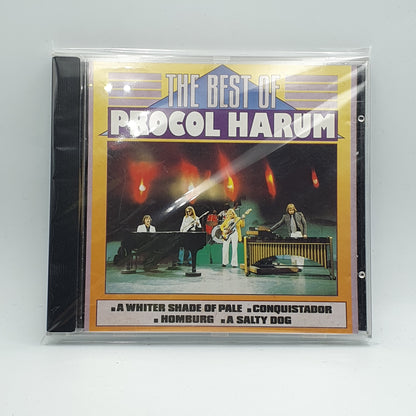 THE BEST OF
PROCOL HARUM
. A WHITER SHADE OF PALE . CONQUISTADOR
. HOMBURG . A SALTY DOG